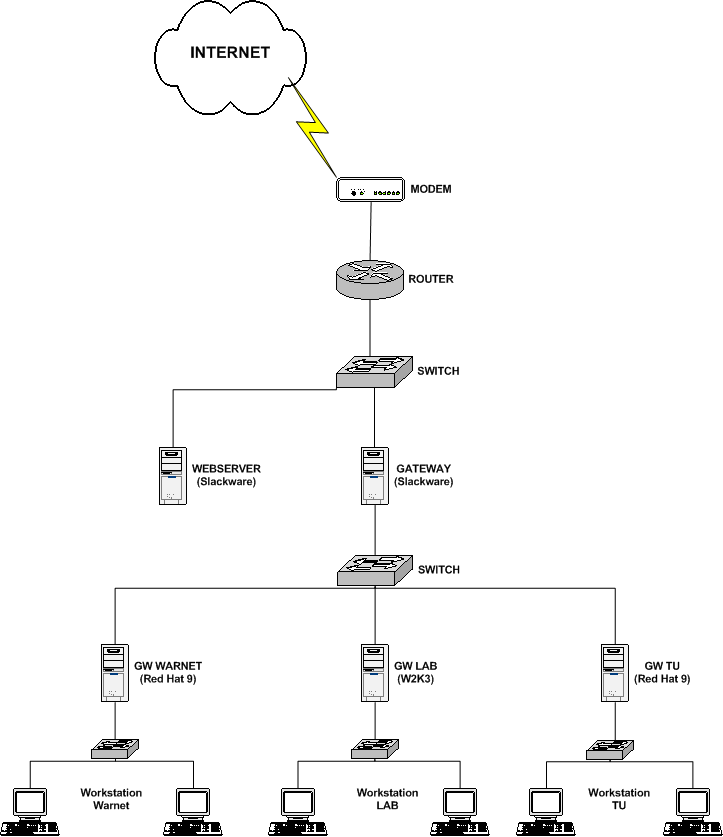 INTERNET
MODEM
ROUTER
SWITCH
WEBSERVER
(Slackware)
GATEWAY
(Slackware)
SWITCH
GW WARNET
(Red Hat 9)
GW LAB
(W2K3)
GW TU
(Red Hat 9)
Workstation
Warnet
Workstation
LAB
Workstation
TU